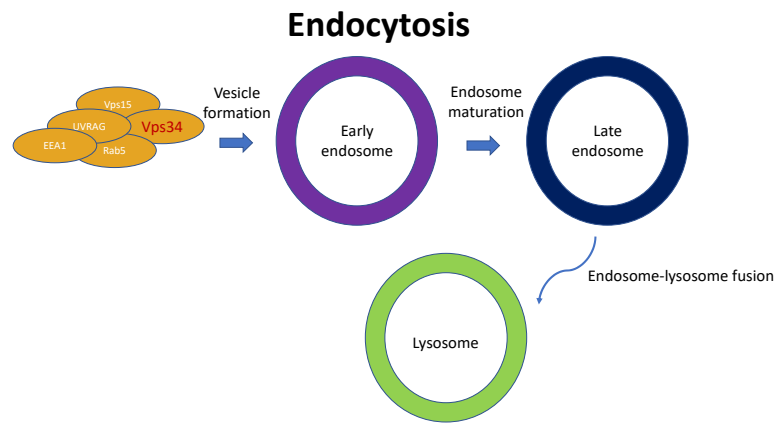 Endocytosis
Vps15
UVRAG
Vps34
EEA1
Rab5
Vesicle
formation
Early
endosome
Endosome
maturation
Late
endosome
Endosome-lysosome fusion
Lysosome